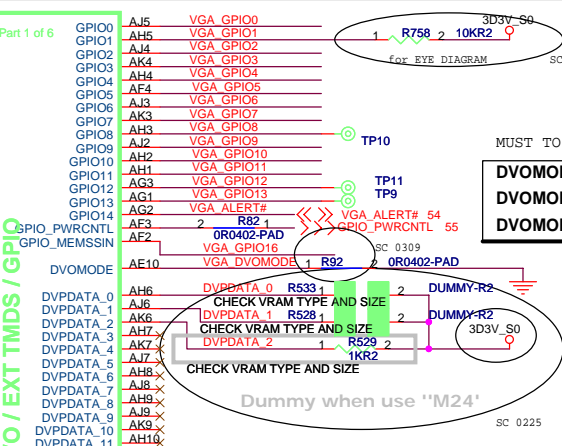 Part 1 of 6
GPIO0 AJ5 VGA_GPIO0
GPIO1 AH5 VGA_GPIO1 1 R758 2 10KR2 3D3V_S0
GPIO2 AJ4 VGA_GPIO2
for EYE DIAGRAM SC
GPIO3 AK4 VGA_GPIO3
GPIO4 AH4 VGA_GPIO4
GPIO5 AF4 VGA_GPIO5
GPIO6 AJ3 VGA_GPIO6
GPIO7 AK3 VGA_GPIO7
GPIO8 AH3 VGA_GPIO8 TP10
GPIO9 AJ2 VGA_GPIO9
MUST TO
GPIO10 AH2 VGA_GPIO10
GPIO11 AH1 VGA_GPIO11
GPIO12 AG3 VGA_GPIO12 TP11
GPIO13 AG1 VGA_GPIO13 TP9
GPIO14 AG2 VGA_ALERT# VGA_ALERT# 54
GPIO_PWRCNTL AF3 2 R82 1 GPIO_PWRCNTL 55
0R0402-PAD
GPIO_MEMSSIN AF2
VGA_GPIO16 SC 0309
DVOMODE AE10 VGA_DVOMODE 1 R92 2 0R0402-PAD
DVPDATA_0 AH6 DVPDATA_0 R533 1 2 DUMMY-R2
CHECK VRAM TYPE AND SIZE
DVPDATA_1 AJ6 DVPDATA_1 R528 1 2 DUMMY-R2
CHECK VRAM TYPE AND SIZE
DVPDATA_2 AK6 DVPDATA_2 1 R529 2 3D3V_S0
1KR2
CHECK VRAM TYPE AND SIZE
DVPDATA_3 AH7
DVPDATA_4 AK7
DVPDATA_5 AJ7
DVPDATA_6 AH8
DVPDATA_7 AJ8
DVPDATA_8 AH9
DVPDATA_9 AJ9
DVPDATA_10 AK9
DVPDATA_11 AH10
Dummy when use "M24'
SC 0225
O / EXT TMDS / GPIO